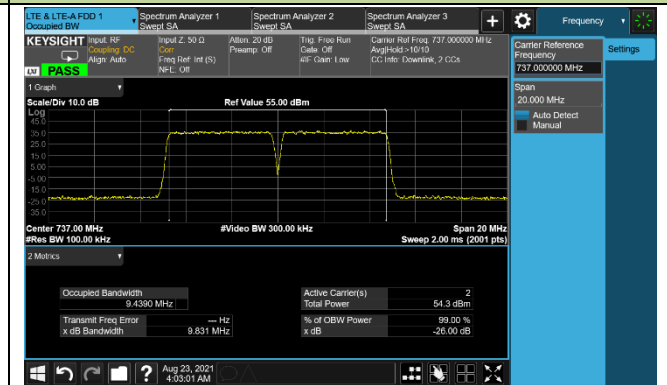 LTE & LTE-A FDD 1
Occupied BW
Spectrum Analyzer 1
Swept SA
Spectrum Analyzer 2
Swept SA
Spectrum Analyzer 3
Swept SA
Frequency
KEYSIGHT
Input: RF
Coupling: DC
Align: Auto
LXI
PASS
Input Z: 50 Ω
Corr
Freq Ref: Int (S)
NFE: Off
Atten: 20 dB
Preamp: Off
Trig: Free Run
Gate: Off
#IF Gain: Low
Carrier Ref Freq: 737.000000 MHz
Avg|Hold:>10/10
CC Info: Downlink, 2 CCs
Carrier Reference
Frequency
737.000000 MHz
Settings
Span
20.000 MHz
Auto Detect
Manual
1 Graph
Scale/Div 10.0 dB
Ref Value 55.00 dBm
Log
45.0
35.0
25.0
15.0
5.00
-5.00
-15.0
-25.0
-35.0
Center 737.00 MHz
#Res BW 100.00 kHz
#Video BW 300.00 kHz
Span 20 MHz
Sweep 2.00 ms (2001 pts)
2 Metrics
Occupied Bandwidth
9.4390 MHz
Transmit Freq Error
--- Hz
x dB Bandwidth
9.831 MHz
Active Carrier(s)
2
Total Power
54.3 dBm
% of OBW Power
99.00 %
x dB
-26.00 dB
?
Aug 23, 2021
4:03:01 AM